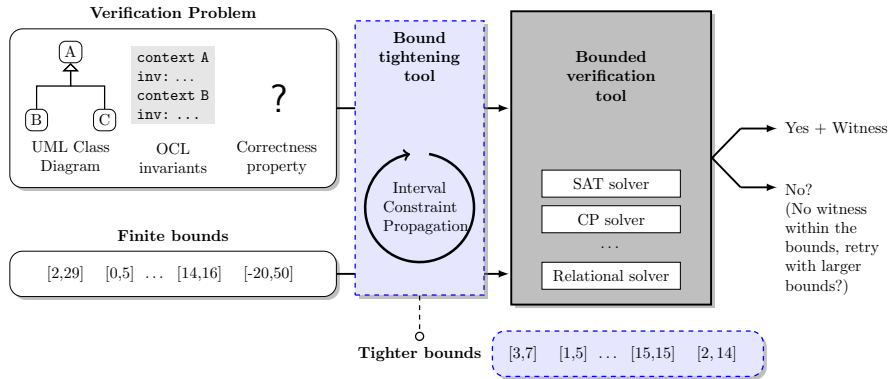 Verification Problem
A
B
C
UML Class
Diagram
context A
inv: ...
context B
inv: ...
OCL
invariants
?
Correctness
property
Finite bounds
[2,29] [0,5] ... [14,16] [-20,50]
Bound
tightening
tool
Interval
Constraint
Propagation
Tighter bounds
[3,7] [1,5] ... [15,15] [2, 14]
Bounded
verification
tool
SAT solver
CP solver
...
Relational solver
Yes + Witness
No?
(No witness
within the
bounds, retry
with larger
bounds?)